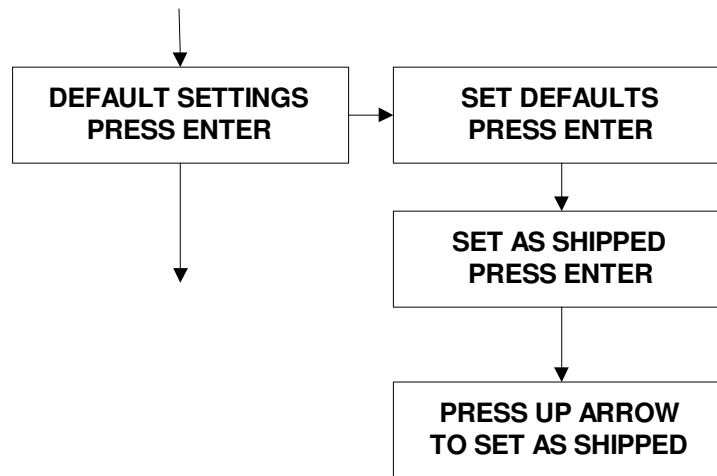 DEFAULT SETTINGS
PRESS ENTER
SET DEFAULTS
PRESS ENTER
SET AS SHIPPED
PRESS ENTER
PRESS UP ARROW
TO SET AS SHIPPED